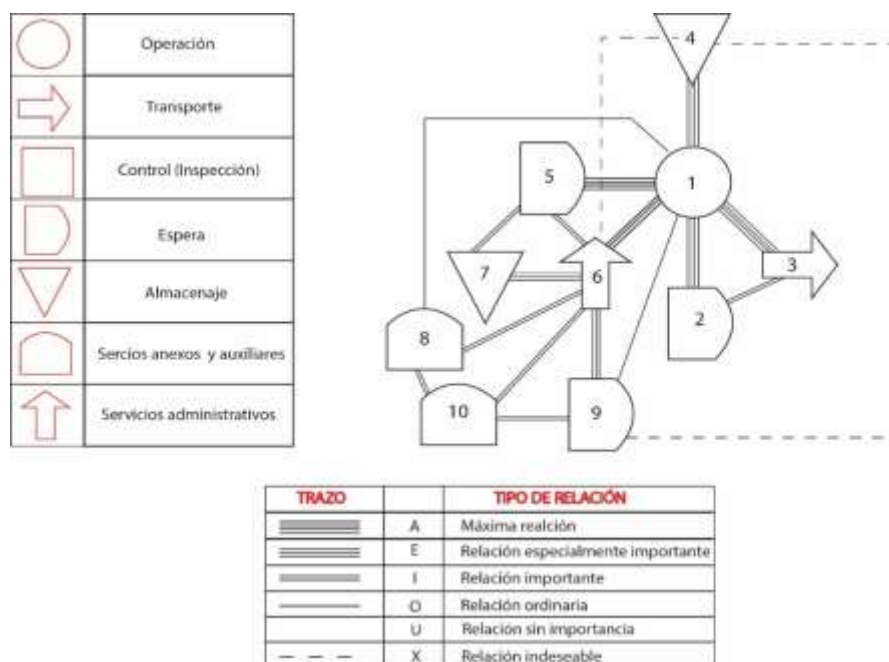 Operación
Transporte
Control (Inspección)
Espera
Almacenaje
Sercios anexos y auxiliares
Servicios administrativos
4
5
1
7
6
3
2
8
10
9
TRAZO TIPO DE RELACIÓN
A Máxima realción
E Relación especialmente importante
I Relación importante
O Relación ordinaria
U Relación sin importancia
X Relación indeseable